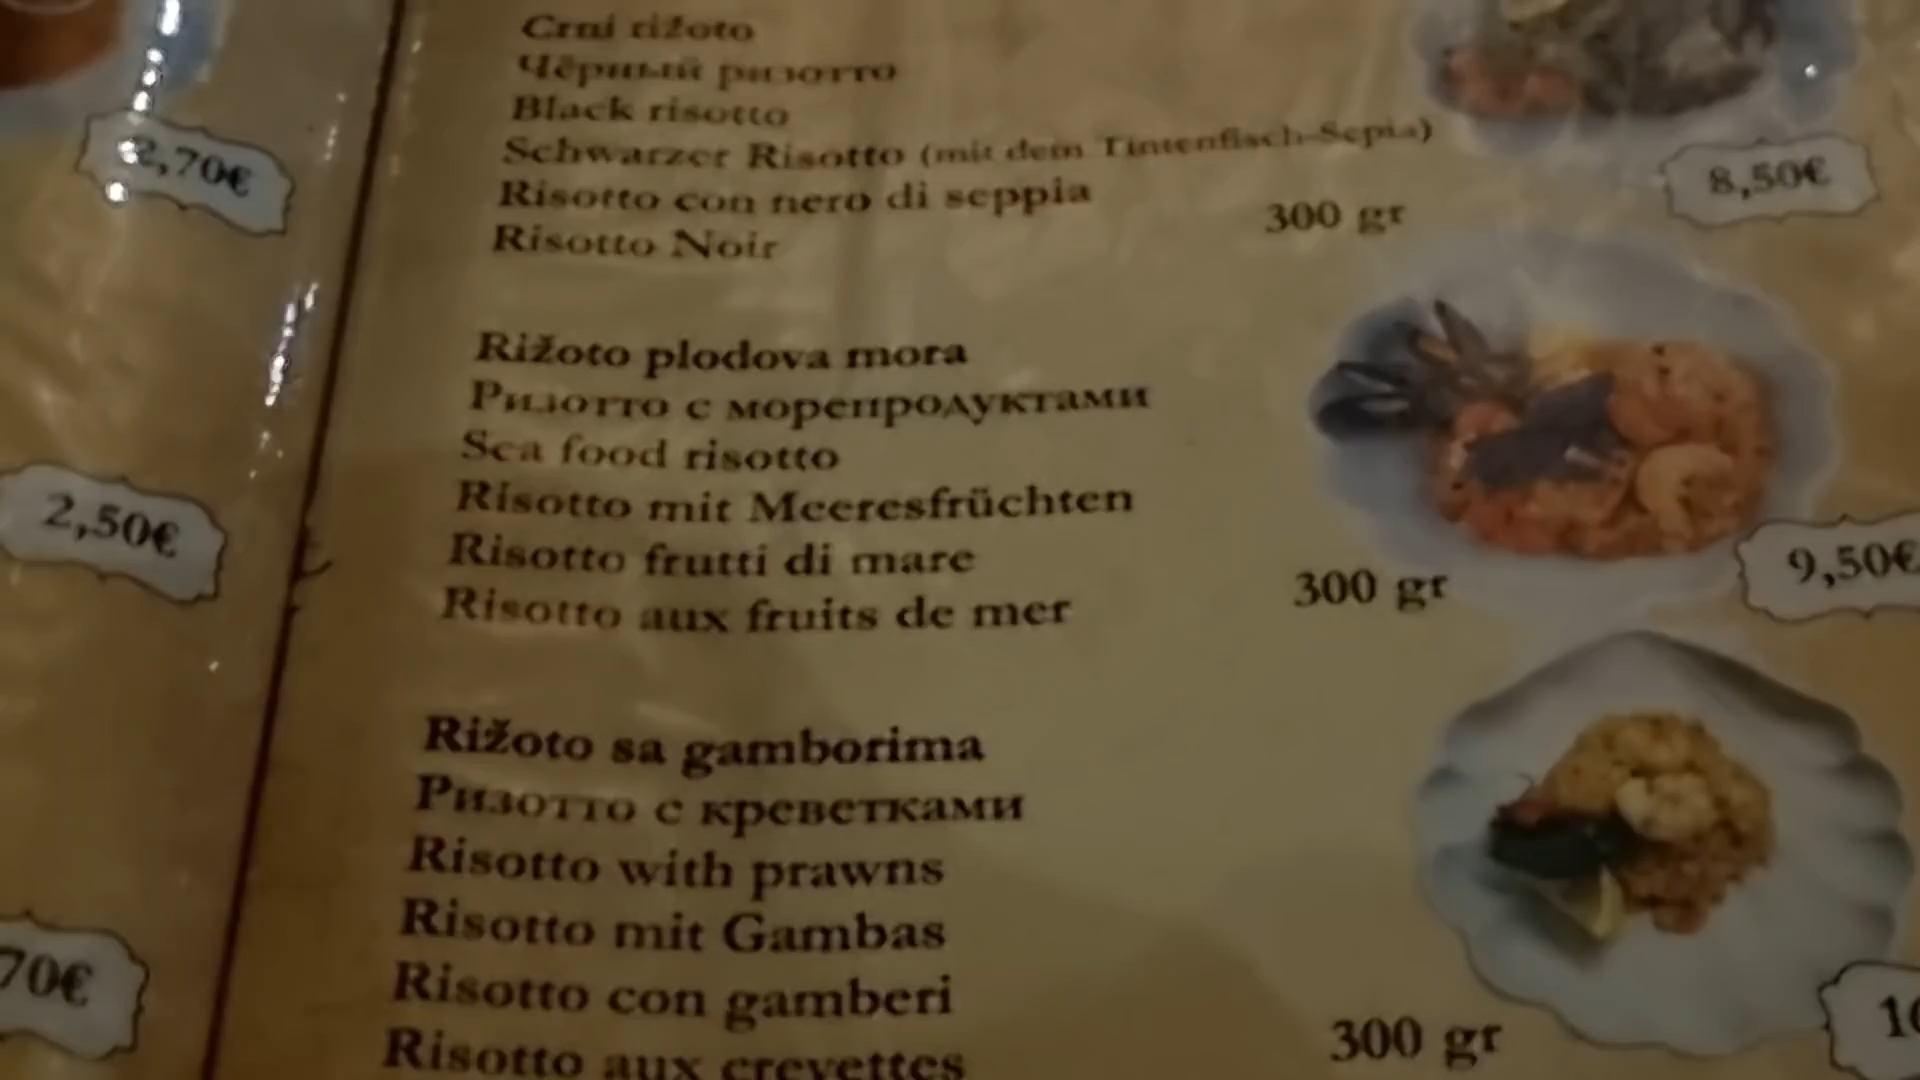 2,70€
2,50€
70€
Crni rižoto
Чёрный ризотто
Black risotto
Schwarzer Risotto (mit dem Tintenfisch-Sepia)
Risotto con nero di seppia
Risotto Noir
300 gr
8,50€
Rižoto plodova mora
Ризотто с морепродуктами
Sea food risotto
Risotto mit Meeresfrüchten
Risotto frutti di mare
Risotto aux fruits de mer
300 gr
9,50€
Rižoto sa gamborima
Ризотто с креветками
Risotto with prawns
Risotto mit Gambas
Risotto con gamberi
Risotto aux crevettes
300 gr